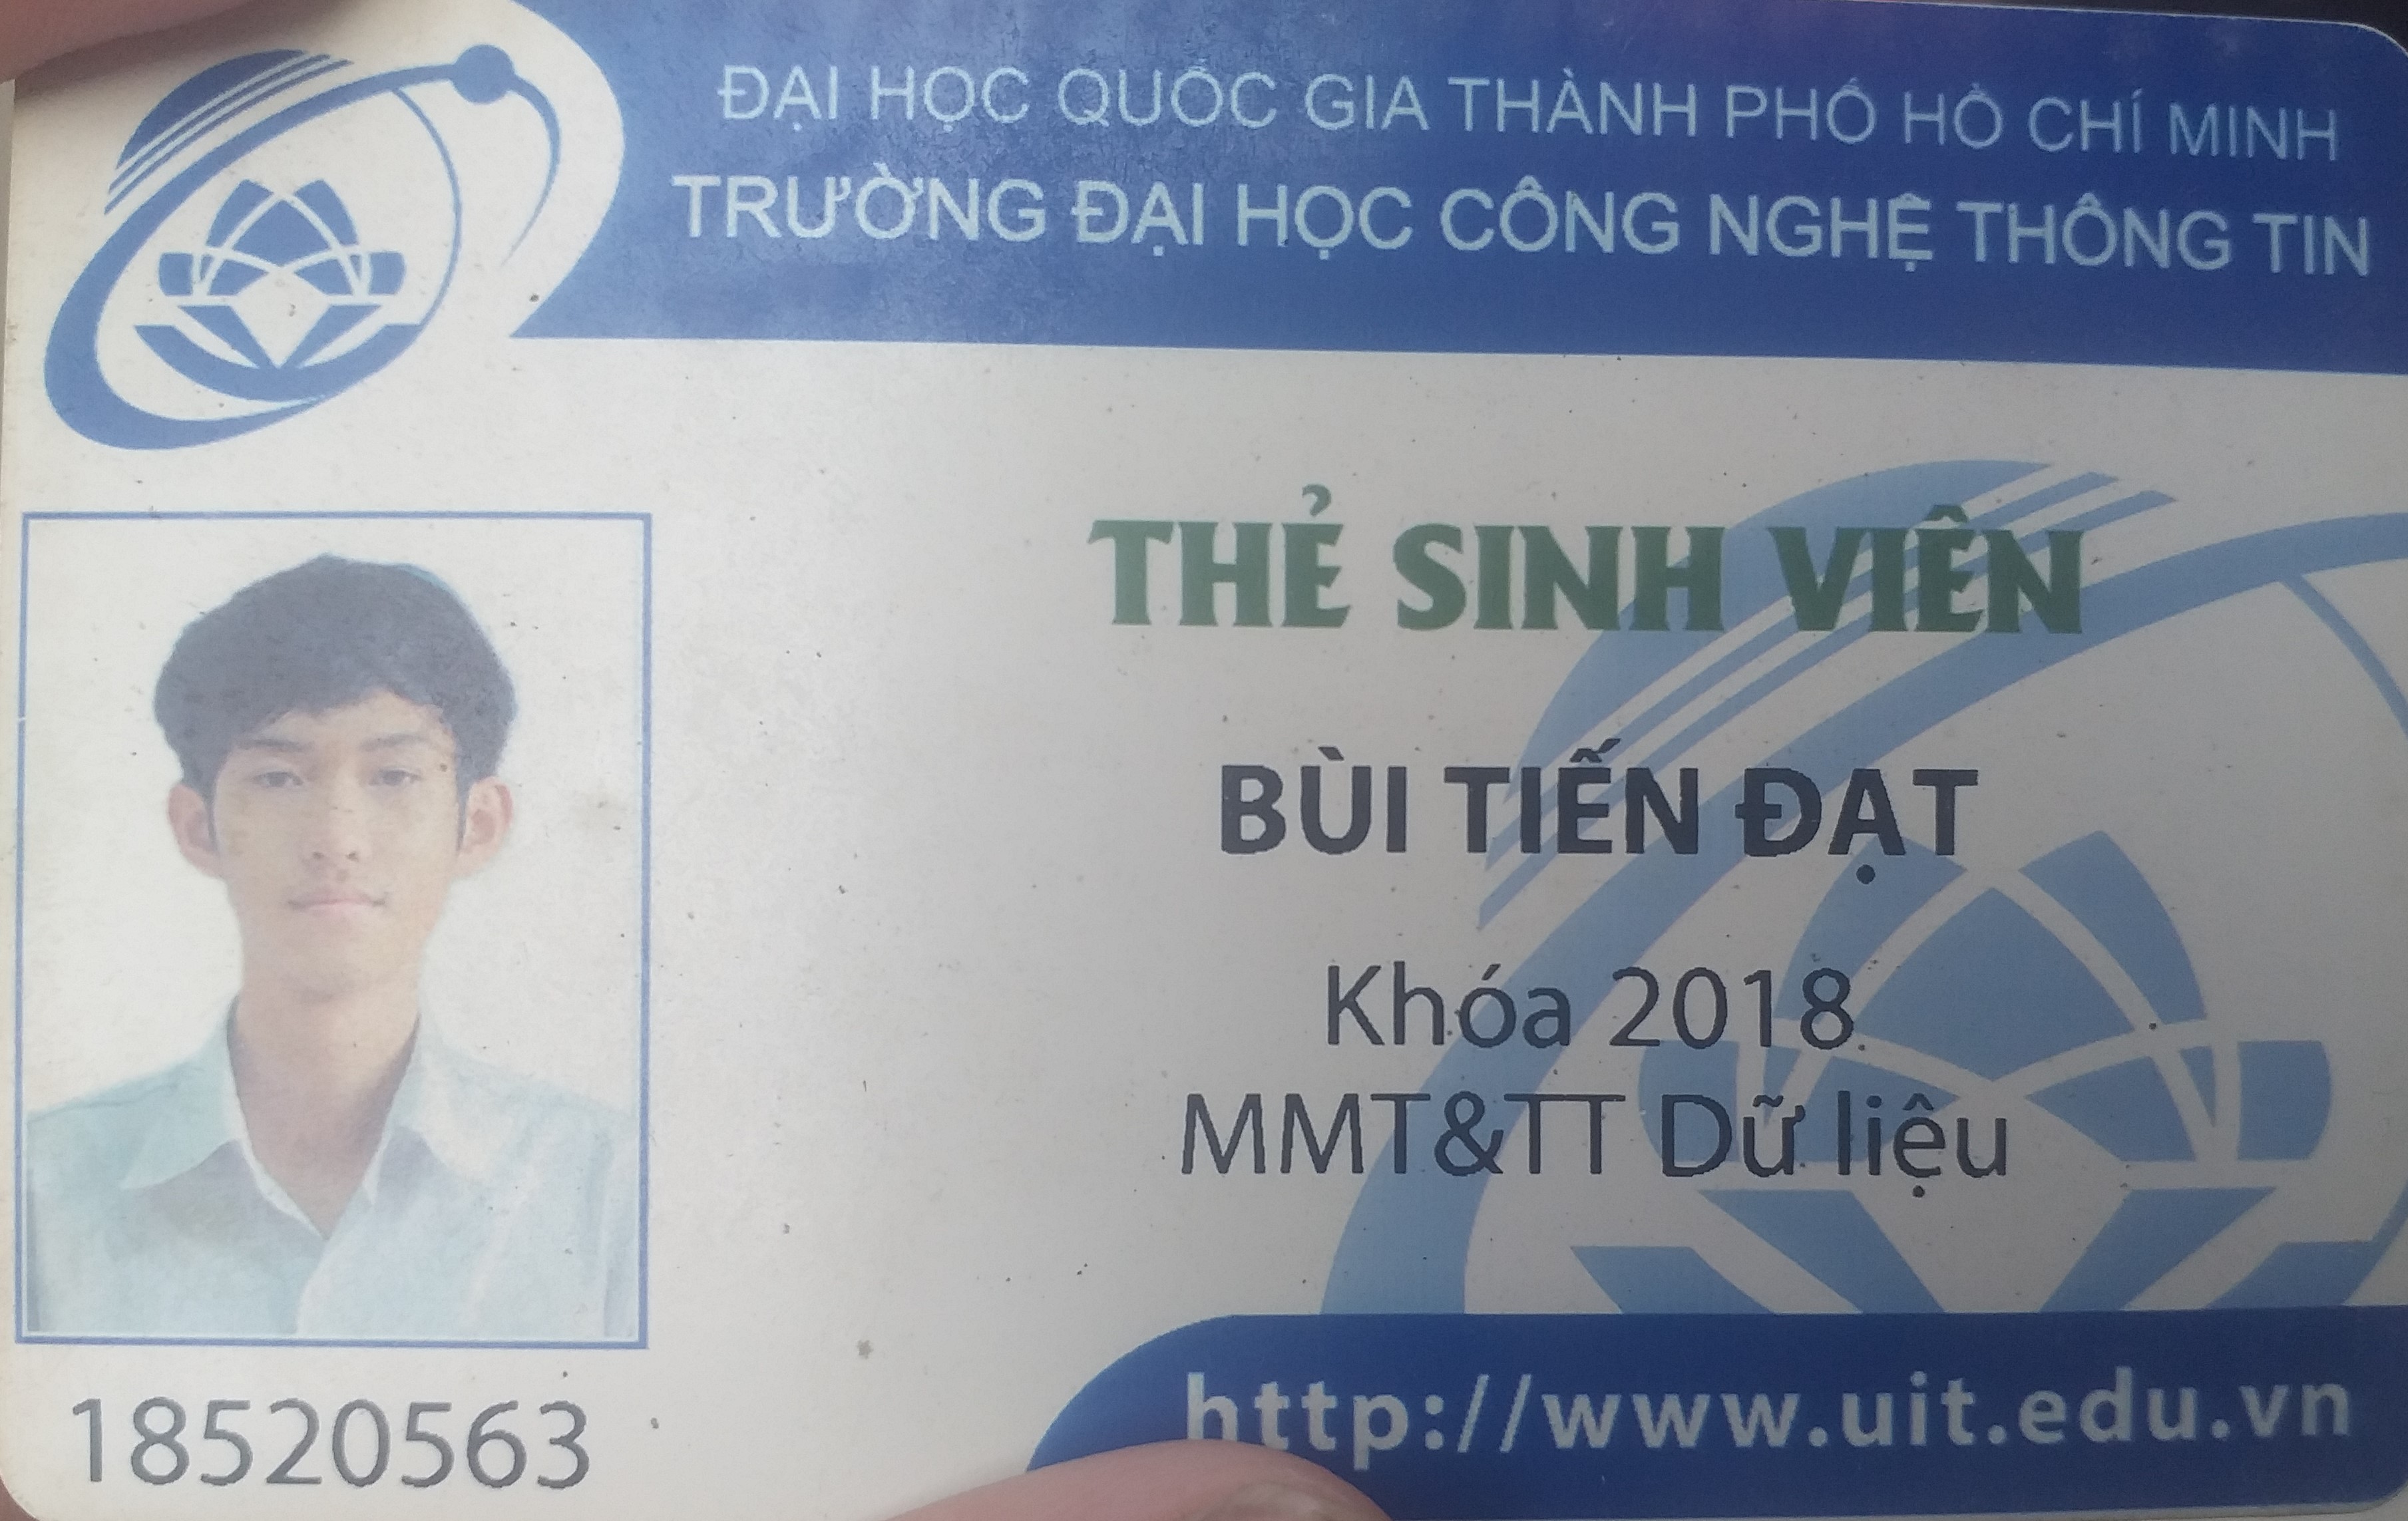 ĐẠI HỌC QUỐC GIA THÀNH PHỐ HỒ CHÍ MINH
TRƯỜNG ĐẠI HỌC CÔNG NGHỆ THÔNG TIN
THẺ SINH VIÊN
BÙI TIẾN ĐẠT
Khóa 2018
MMT&TT Dữ liệu
18520563
http://www.uit.edu.vn